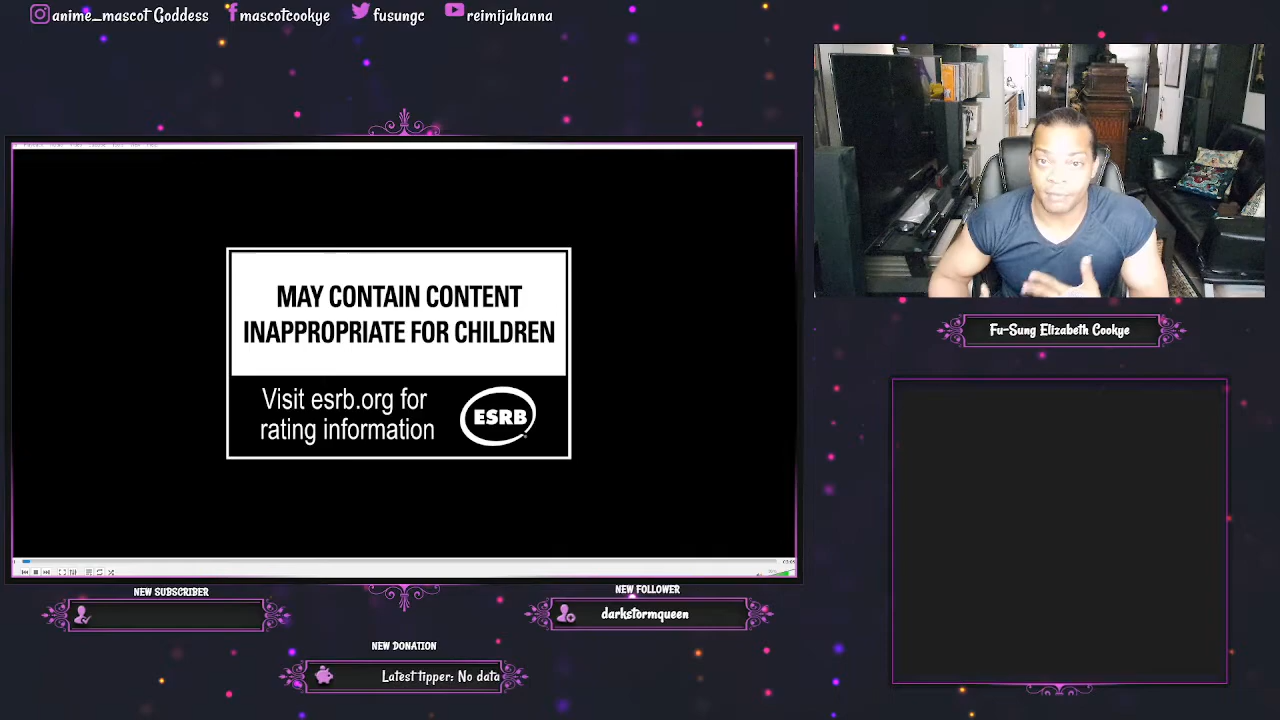 anime_mascot Goddess
mascotcookye
fusungc
reimijahanna
MAY CONTAIN CONTENT
INAPPROPRIATE FOR CHILDREN
Visit esrb.org for
rating information
ESRB
Fu-Sung Elizabeth Cookye
NEW SUBSCRIBER
NEW FOLLOWER
darkstormqueen
NEW DONATION
Latest tipper: No data